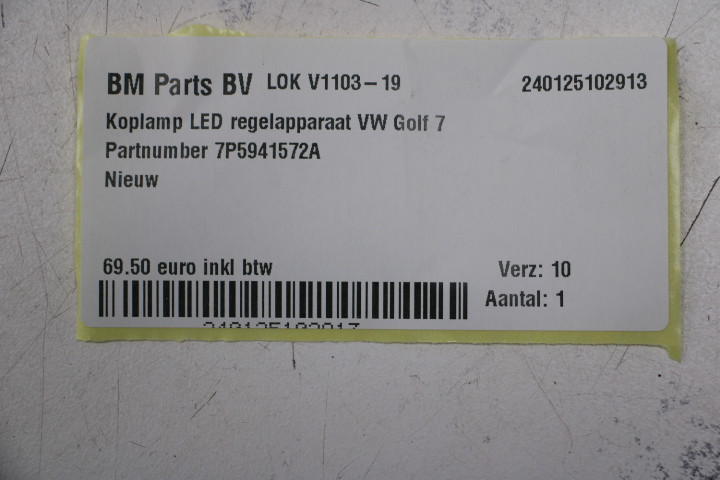 BM Parts BV LOK V1103-19 240125102913
Koplamp LED regelapparaat VW Golf 7
Partnumber 7P5941572A
Nieuw
69.50 euro inkl btw Verz: 10
Aantal: 1